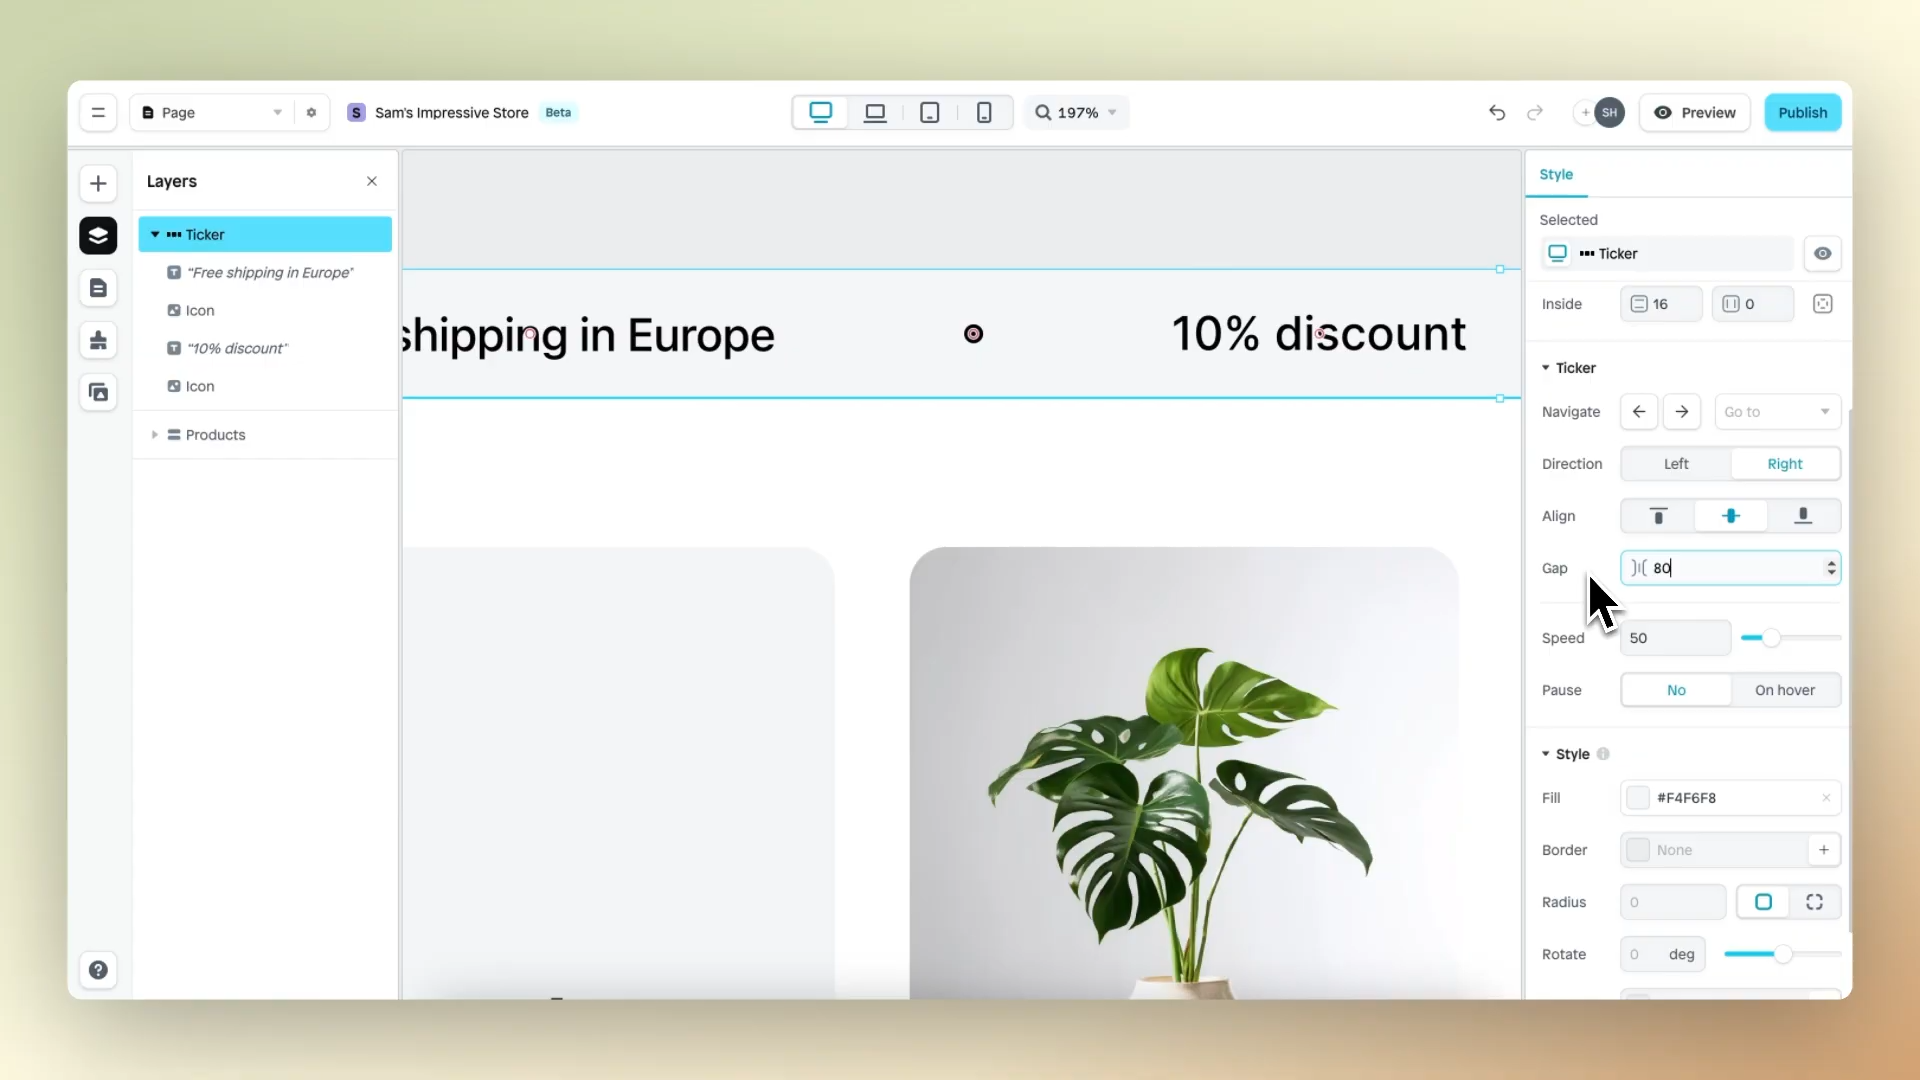 Page
S Sam's Impressive Store Beta
197%
SH
Preview
Publish
Layers
Ticker
"Free shipping in Europe"
Icon
"10% discount"
Icon
Products
shipping in Europe
10% discount
Style
Selected
Ticker
Inside 16 0
Ticker
Navigate Go to
Direction Left Right
Align
Gap 80
Speed 50
Pause No On hover
Style
Fill #F4F6F8
Border None
Radius 0
Rotate 0 deg